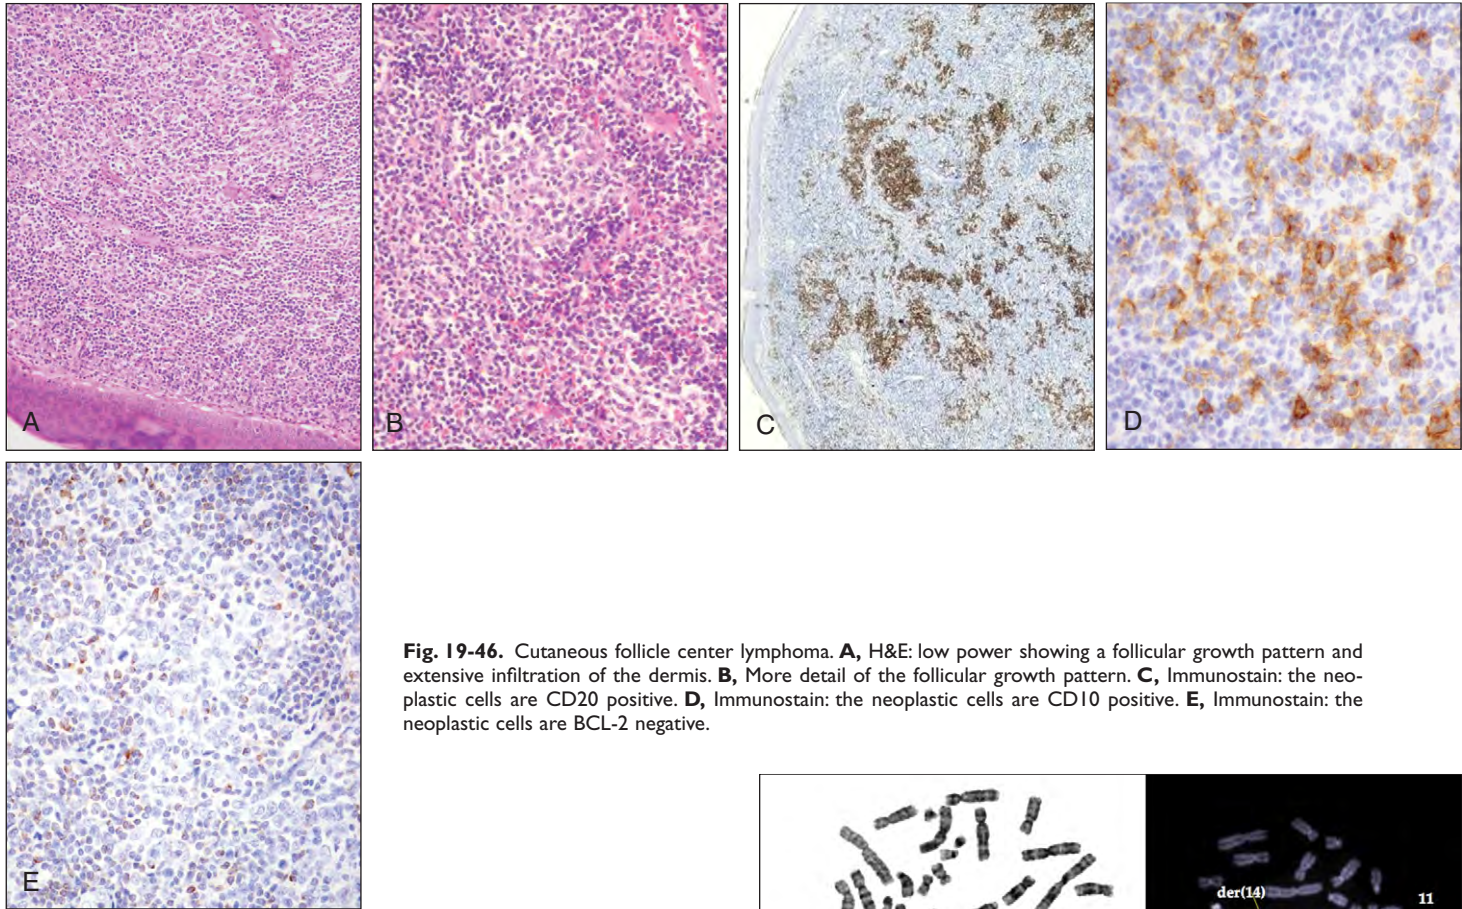 A
B
C
D
E
Fig. 19-46. Cutaneous follicle center lymphoma. A, H&E: low power showing a follicular growth pattern and
extensive infiltration of the dermis. B, More detail of the follicular growth pattern. C, Immunostain: the neo-
plastic cells are CD20 positive. D, Immunostain: the neoplastic cells are CD10 positive. E, Immunostain: the
neoplastic cells are BCL-2 negative.
der(14)
11